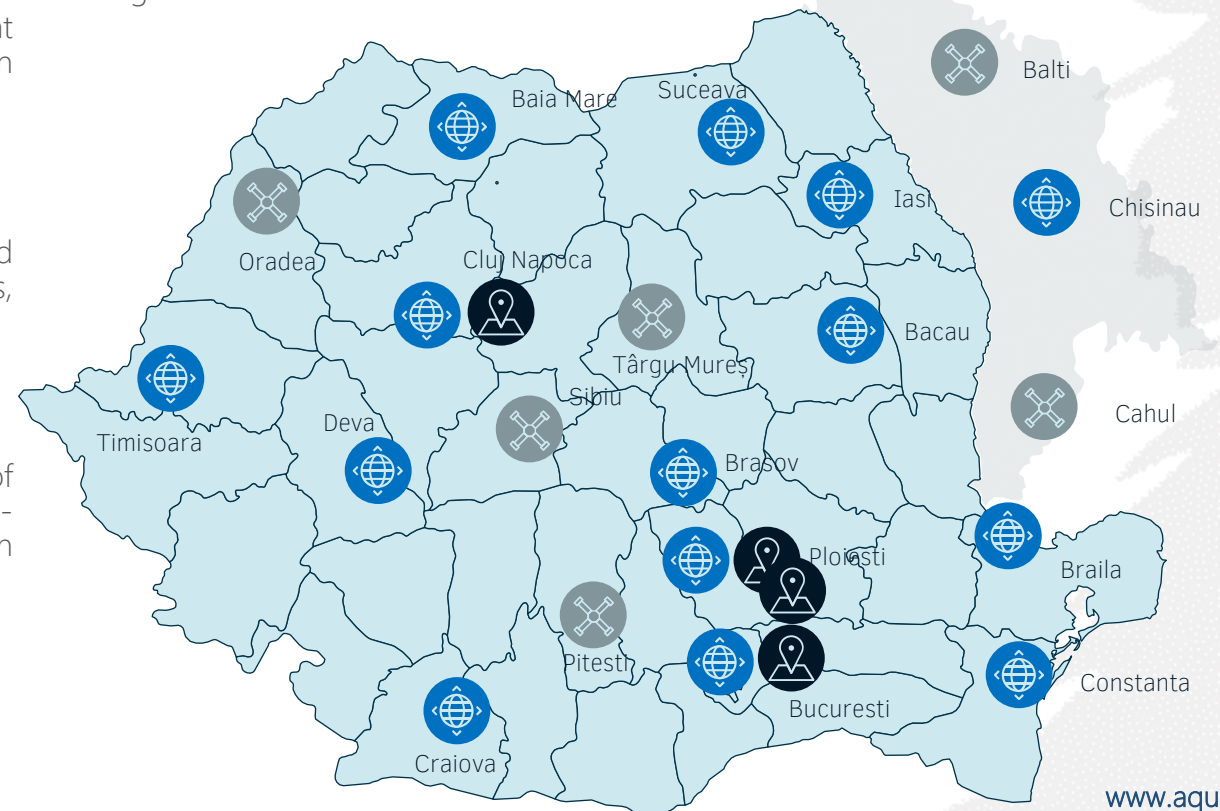 Balti
Baia Mare
Suceava
Iasi
Chisinau
Oradea
Cluj Napoca
Bacau
Târgu Mureș
Sibiu
Cahul
Deva
Timisoara
Brasov
Ploiesti
Braila
Pitesti
Constanta
Bucuresti
Craiova
www.aqu